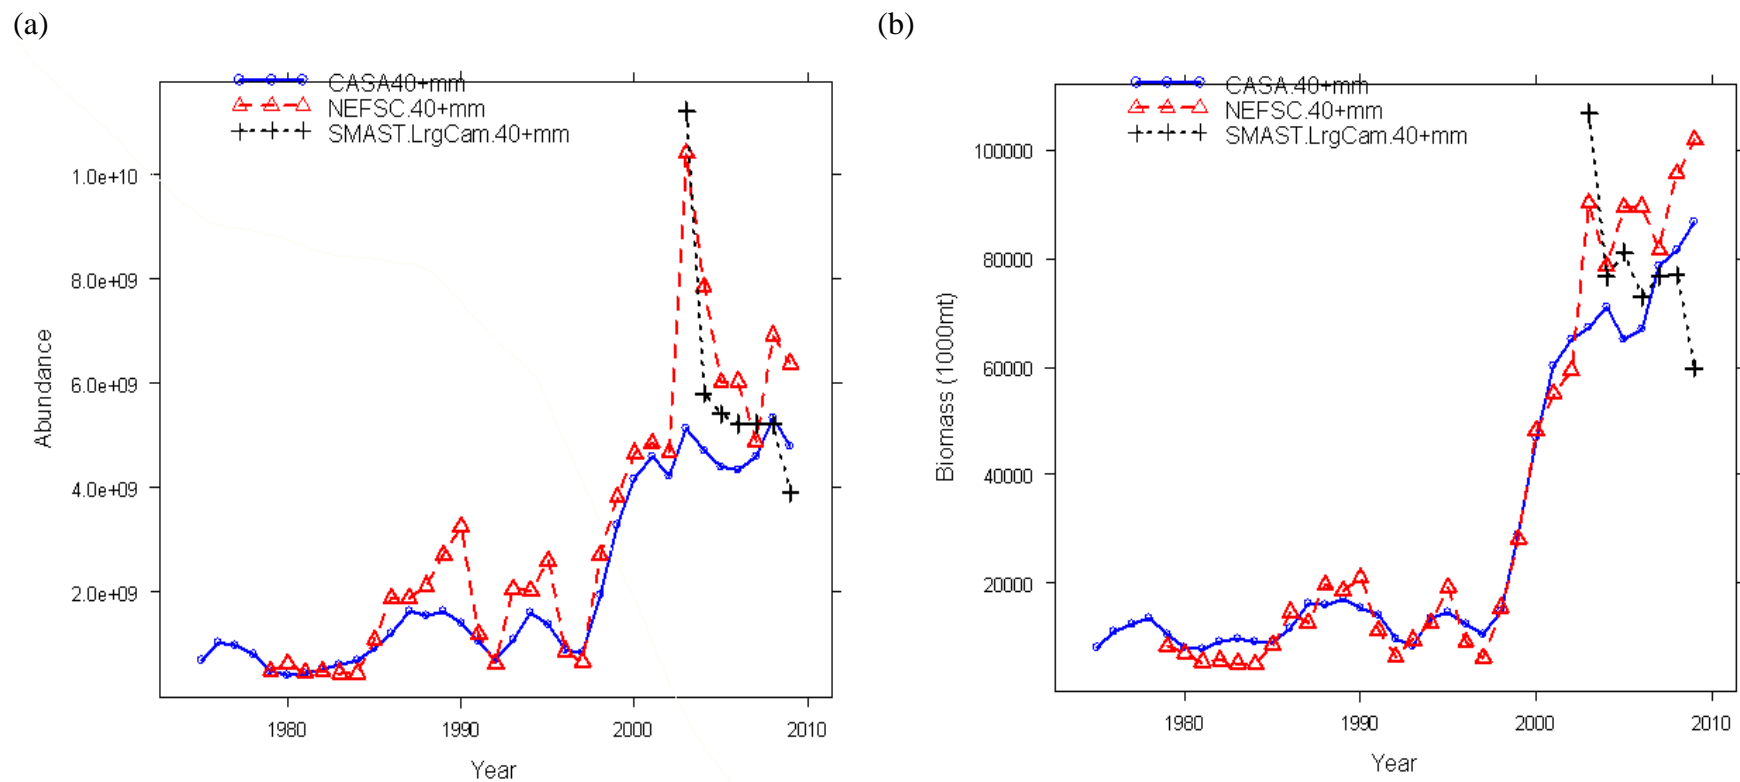 (a)
CASA40+mm
NEFSC.40+mm
SMAST.LrgCam.40+mm
1.0e+10
8.0e+09
6.0e+09
4.0e+09
2.0e+09
Abundance
1980
1990
2000
2010
Year
(b)
CASA.40+mm
NEFSC.40+mm
SMAST.LrgCam.40+mm
100000
80000
60000
40000
20000
Biomass (1000mt)
1980
1990
2000
2010
Year